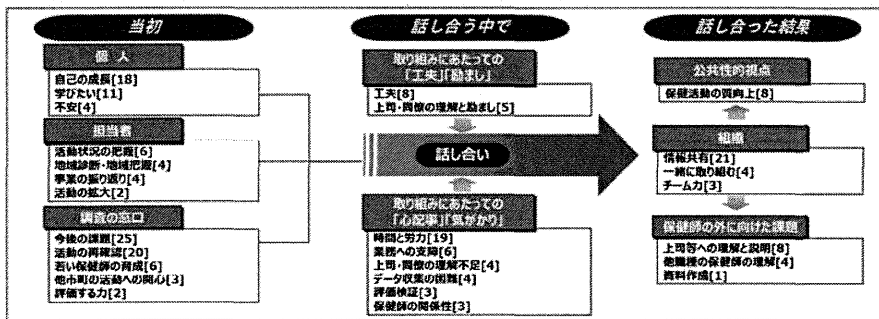 当初
個人
自己の成長[18]
学びたい[11]
不安[4]
担当者
活動状況の把握[6]
地域診断・地域把握[4]
事業の振り返り[4]
活動の拡大[2]
調査の窓口
今後の課題[25]
活動の再確認[20]
若い保健師の育成[6]
他市町の活動への関心[3]
評価する力[2]
話し合う中で
取り組みにあたっての
「工夫」「励まし」
工夫[8]
上司・同僚の理解と励まし[5]
話し合い
取り組みにあたっての
「心配事」「気がかり」
時間と労力[19]
業務への支障[6]
上司・同僚の理解不足[4]
データ収集の困難[4]
評価検証[3]
保健師の関係性[3]
話し合った結果
公共性的視点
保健活動の質向上[8]
組織
情報共有[21]
一緒に取り組む[4]
チーム力[3]
保健師の外に向けた課題
上司等への理解と説明[8]
他職種の保健師の理解[4]
資料作成[1]